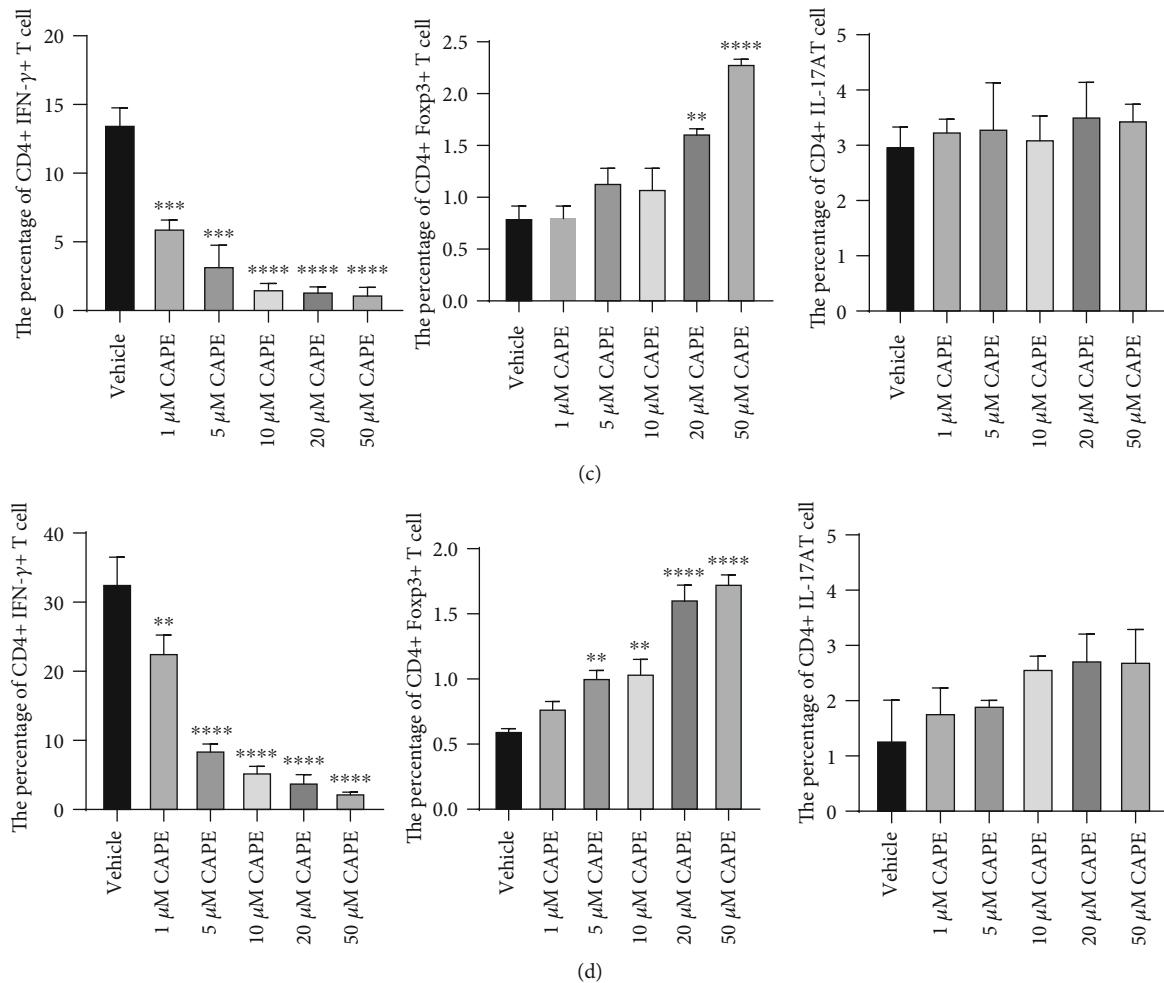 The percentage of CD4+ IFN-γ+ T cell
20
15
10
5
0
***
***
****
****
****
Vehicle
1 μM CAPE
5 μM CAPE
10 μM CAPE
20 μM CAPE
50 μM CAPE
The percentage of CD4+ Foxp3+ T cell
2.5
2.0
1.5
1.0
0.5
0.0
**
****
Vehicle
1 μM CAPE
5 μM CAPE
10 μM CAPE
20 μM CAPE
50 μM CAPE
The percentage of CD4+ IL-17AT cell
5
4
3
2
1
0
Vehicle
1 μM CAPE
5 μM CAPE
10 μM CAPE
20 μM CAPE
50 μM CAPE
(c)
The percentage of CD4+ IFN-γ+ T cell
40
30
20
10
0
**
****
****
****
****
Vehicle
1 μM CAPE
5 μM CAPE
10 μM CAPE
20 μM CAPE
50 μM CAPE
The percentage of CD4+ Foxp3+ T cell
2.0
1.5
1.0
0.5
0.0
**
**
****
****
Vehicle
1 μM CAPE
5 μM CAPE
10 μM CAPE
20 μM CAPE
50 μM CAPE
The percentage of CD4+ IL-17AT cell
5
4
3
2
1
0
Vehicle
1 μM CAPE
5 μM CAPE
10 μM CAPE
20 μM CAPE
50 μM CAPE
(d)